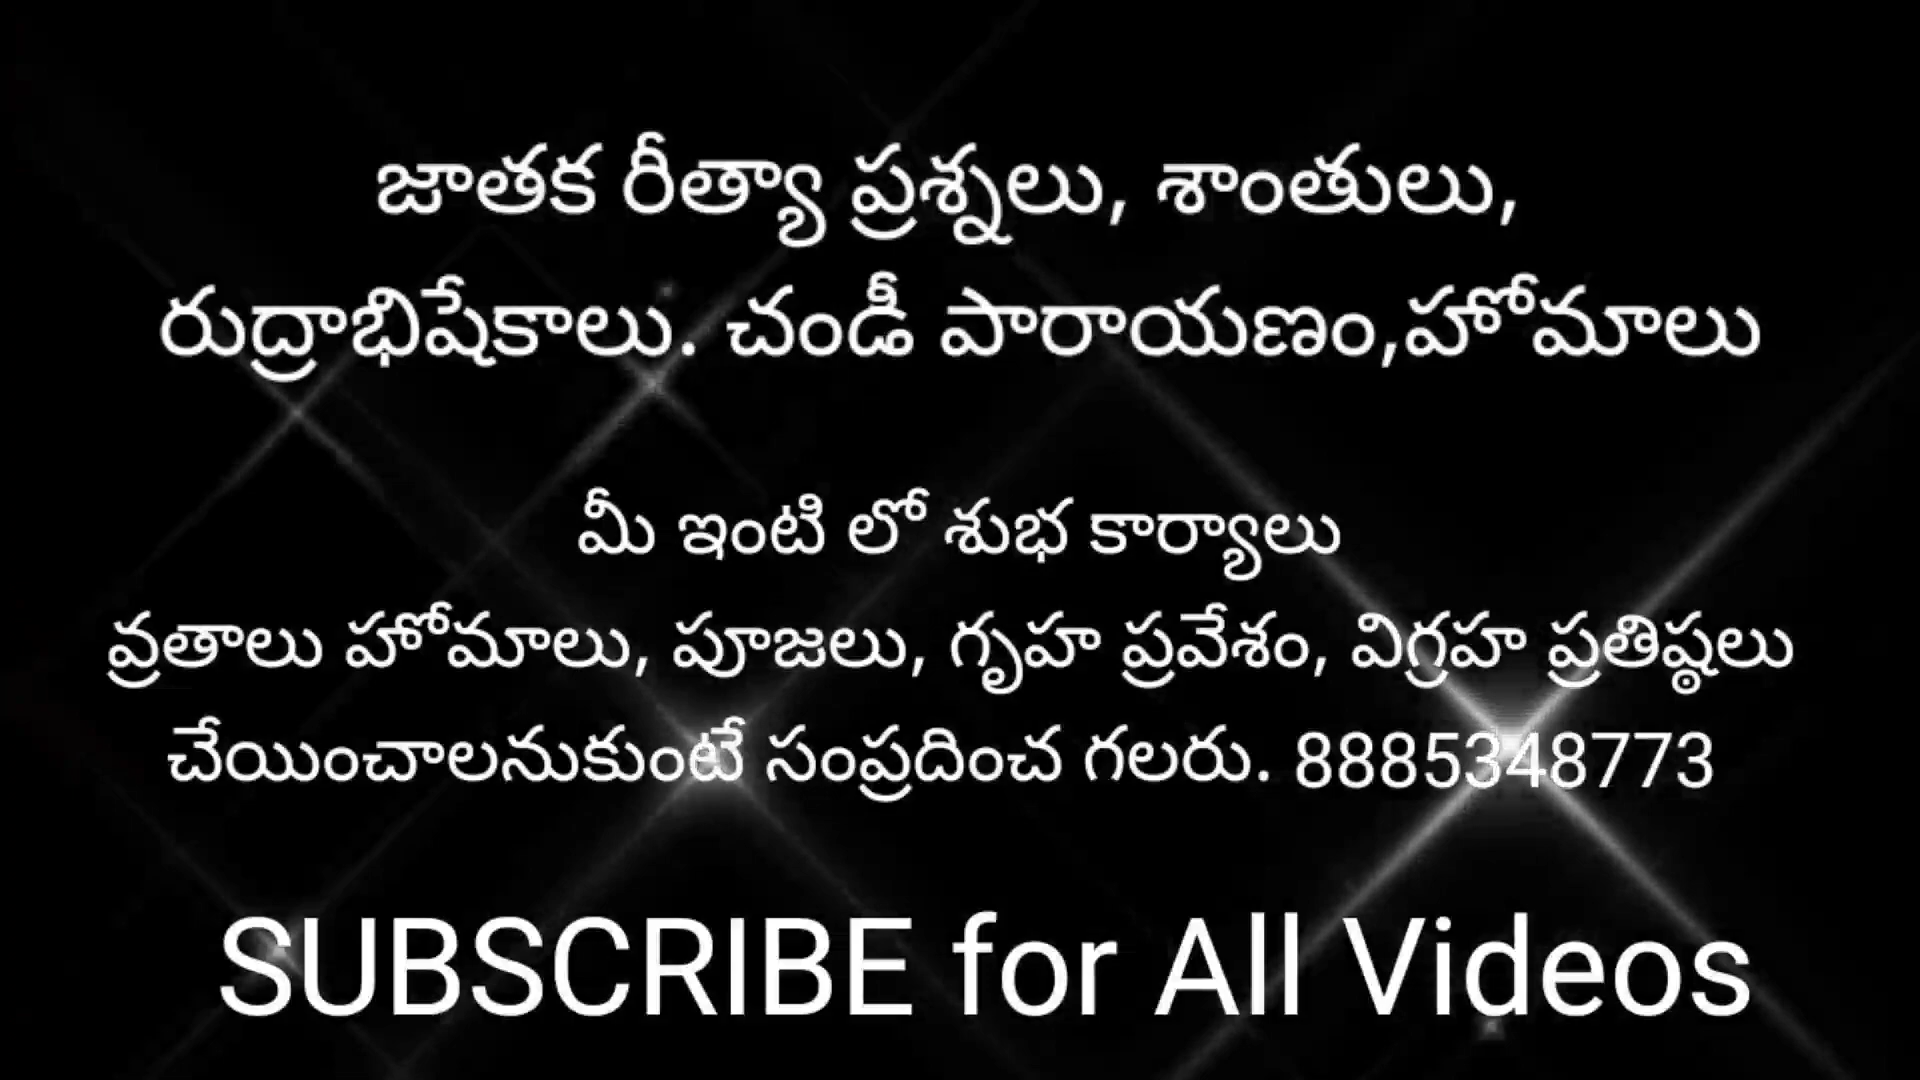 జాతక రీత్యా ప్రశ్నలు, శాంతులు,
రుద్రాభిషేకాలు. చండీ పారాయణం,హోమాలు
మీ ఇంటి లో శుభ కార్యాలు
వ్రతాలు హోమాలు, పూజలు, గృహ ప్రవేశం, విగ్రహ ప్రతిష్ఠలు
చేయించాలనుకుంటే సంప్రదించ గలరు. 8885348773
SUBSCRIBE for All Videos